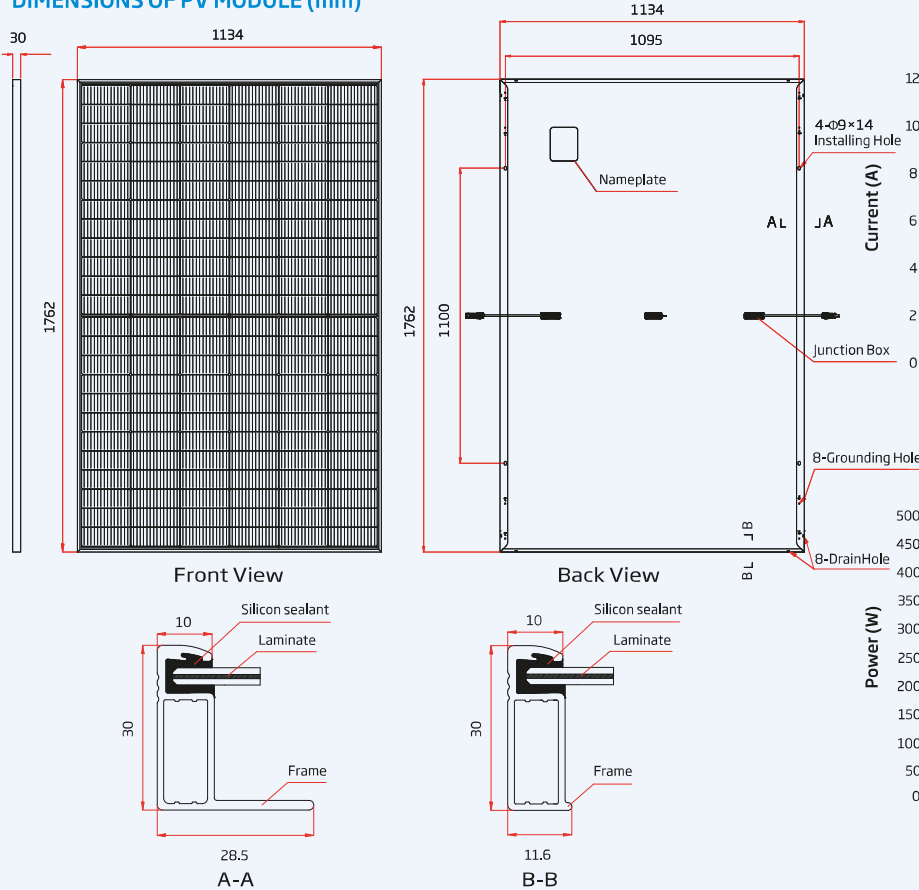 DIMENSIONS OF PV MODULE (mm)
30
1134
1762
Front View
1134
1095
4-Φ9×14
Installing Hole
Nameplate
A
A
1762
1100
Junction Box
8-Grounding Hole
B
B
8-DrainHole
Back View
10
Silicon sealant
Laminate
30
Frame
28.5
A-A
10
Silicon sealant
Laminate
30
Frame
11.6
B-B
Current (A)
12
10
8
6
4
2
0
Power (W)
500
450
400
350
300
250
200
150
100
50
0